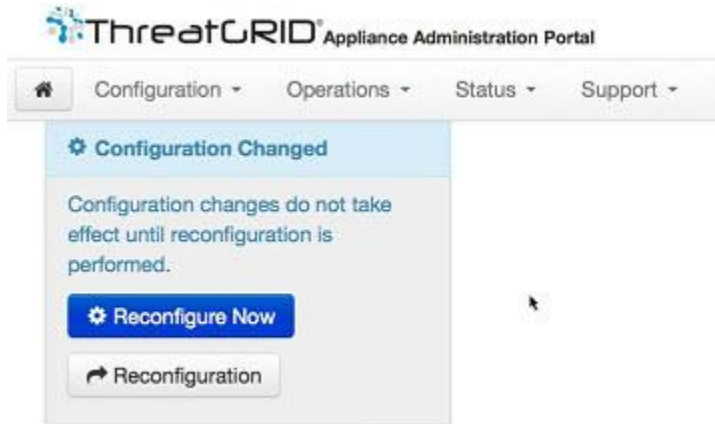 ThreatGRID® Appliance Administration Portal
Configuration Operations Status Support
Configuration Changed
Configuration changes do not take
effect until reconfiguration is
performed.
Reconfigure Now
Reconfiguration